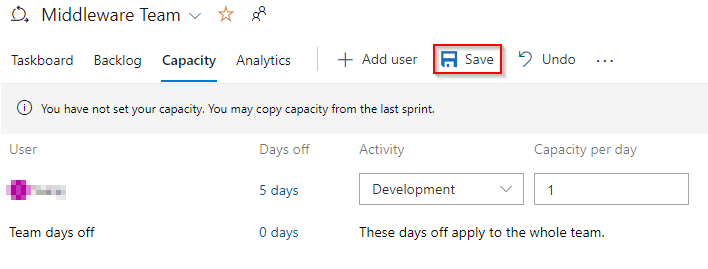 Middleware Team
Taskboard Backlog Capacity Analytics Add user Save Undo
You have not set your capacity. You may copy capacity from the last sprint.
User Days off Activity Capacity per day
5 days Development 1
Team days off 0 days These days off apply to the whole team.